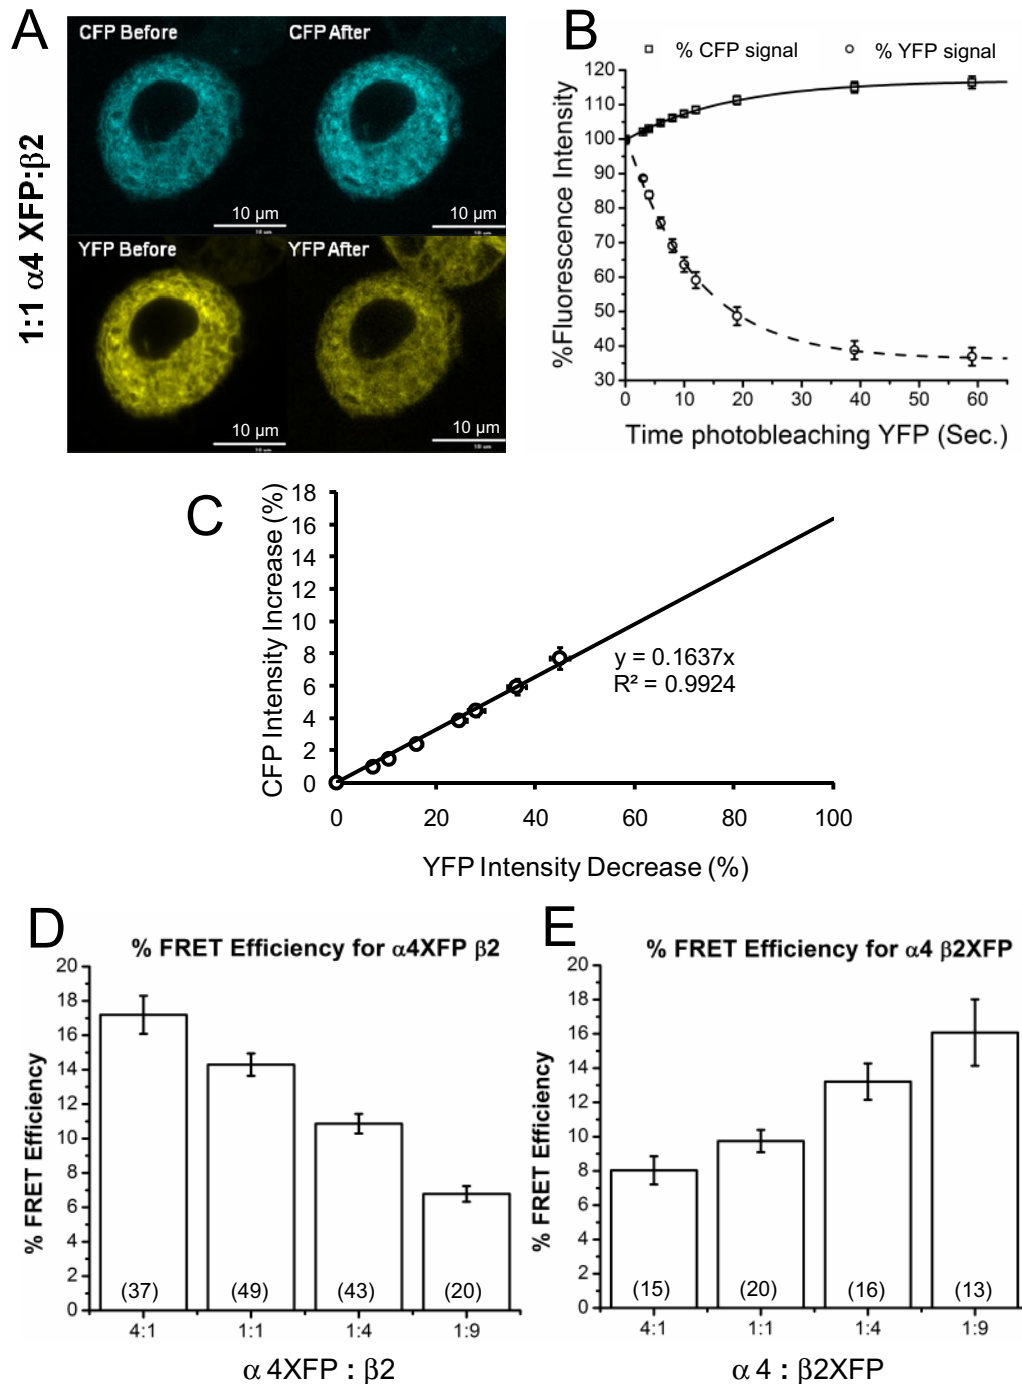 A
1:1 α4 XFP:β2
CFP Before
CFP After
10 µm
10 µm
YFP Before
YFP After
10 µm
10 µm
B
% CFP signal
% YFP signal
120
110
100
90
80
70
60
50
40
30
%Fluorescence Intensity
0 10 20 30 40 50 60
Time photobleaching YFP (Sec.)
C
CFP Intensity Increase (%)
18
16
14
12
10
8
6
4
2
0
y = 0.1637x
R² = 0.9924
0 20 40 60 80 100
YFP Intensity Decrease (%)
D
% FRET Efficiency for α4XFP β2
% FRET Efficiency
20
18
16
14
12
10
8
6
4
2
0
(37) (49) (43) (20)
4:1 1:1 1:4 1:9
α 4XFP : β2
E
% FRET Efficiency for α4 β2XFP
% FRET Efficiency
20
18
16
14
12
10
8
6
4
2
0
(15) (20) (16) (13)
4:1 1:1 1:4 1:9
α 4 : β2XFP